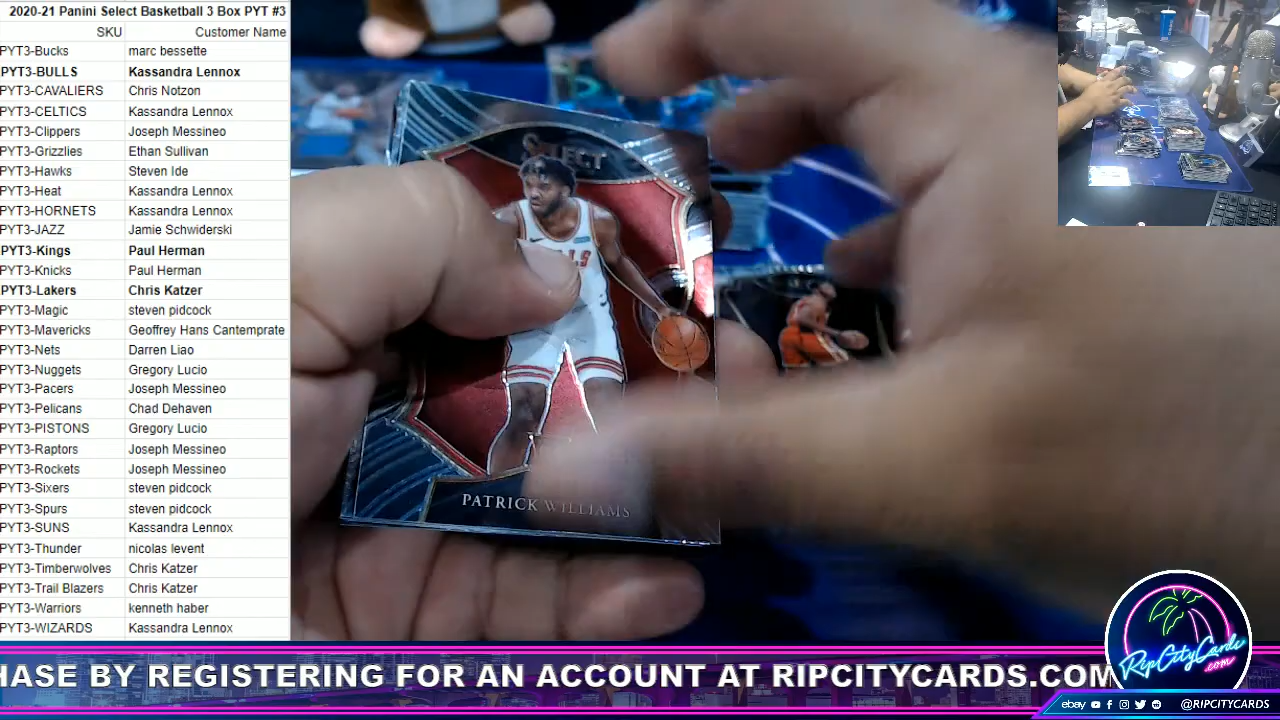 2020-21 Panini Select Basketball 3 Box PYT #3
SKU Customer Name
PYT3-Bucks marc bessette
PYT3-BULLS Kassandra Lennox
PYT3-CAVALIERS Chris Notzon
PYT3-CELTICS Kassandra Lennox
PYT3-Clippers Joseph Messineo
PYT3-Grizzlies Ethan Sullivan
PYT3-Hawks Steven Ide
PYT3-Heat Kassandra Lennox
PYT3-HORNETS Kassandra Lennox
PYT3-JAZZ Jamie Schwiderski
PYT3-Kings Paul Herman
PYT3-Knicks Paul Herman
PYT3-Lakers Chris Katzer
PYT3-Magic steven pidcock
PYT3-Mavericks Geoffrey Hans Cantemprate
PYT3-Nets Darren Liao
PYT3-Nuggets Gregory Lucio
PYT3-Pacers Joseph Messineo
PYT3-Pelicans Chad Dehaven
PYT3-PISTONS Gregory Lucio
PYT3-Raptors Joseph Messineo
PYT3-Rockets Joseph Messineo
PYT3-Sixers steven pidcock
PYT3-Spurs steven pidcock
PYT3-SUNS Kassandra Lennox
PYT3-Thunder nicolas levent
PYT3-Timberwolves Chris Katzer
PYT3-Trail Blazers Chris Katzer
PYT3-Warriors kenneth haber
PYT3-WIZARDS Kassandra Lennox
SELECT
PATRICK WILLIAMS
HASE BY REGISTERING FOR AN ACCOUNT AT RIPCITYCARDS.COM
RipCityCards
.com
ebay @RIPCITYCARDS